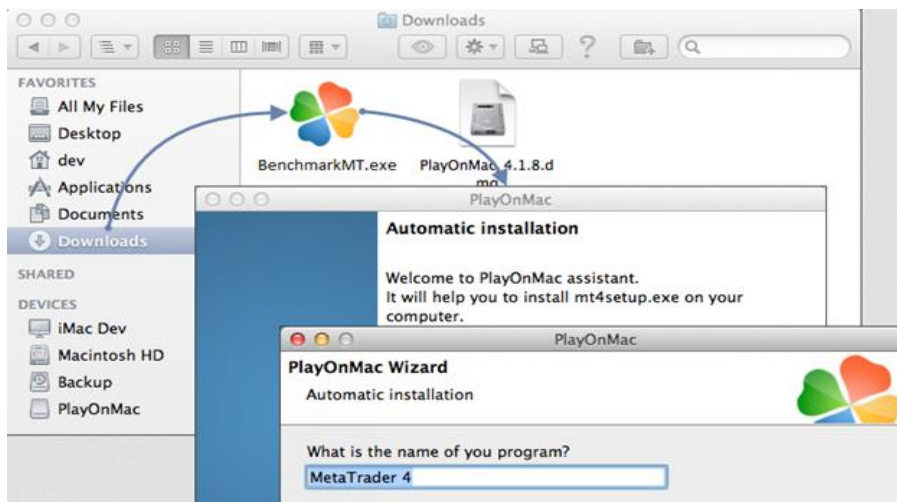 Downloads
FAVORITES
All My Files
Desktop
dev
Applications
Documents
Downloads
SHARED
DEVICES
iMac Dev
Macintosh HD
Backup
PlayOnMac
BenchmarkMT.exe
PlayOnMac 4.1.8.d
mg
PlayOnMac
Automatic installation
Welcome to PlayOnMac assistant.
It will help you to install mt4setup.exe on your
computer.
PlayOnMac
PlayOnMac Wizard
Automatic installation
What is the name of you program?
MetaTrader 4